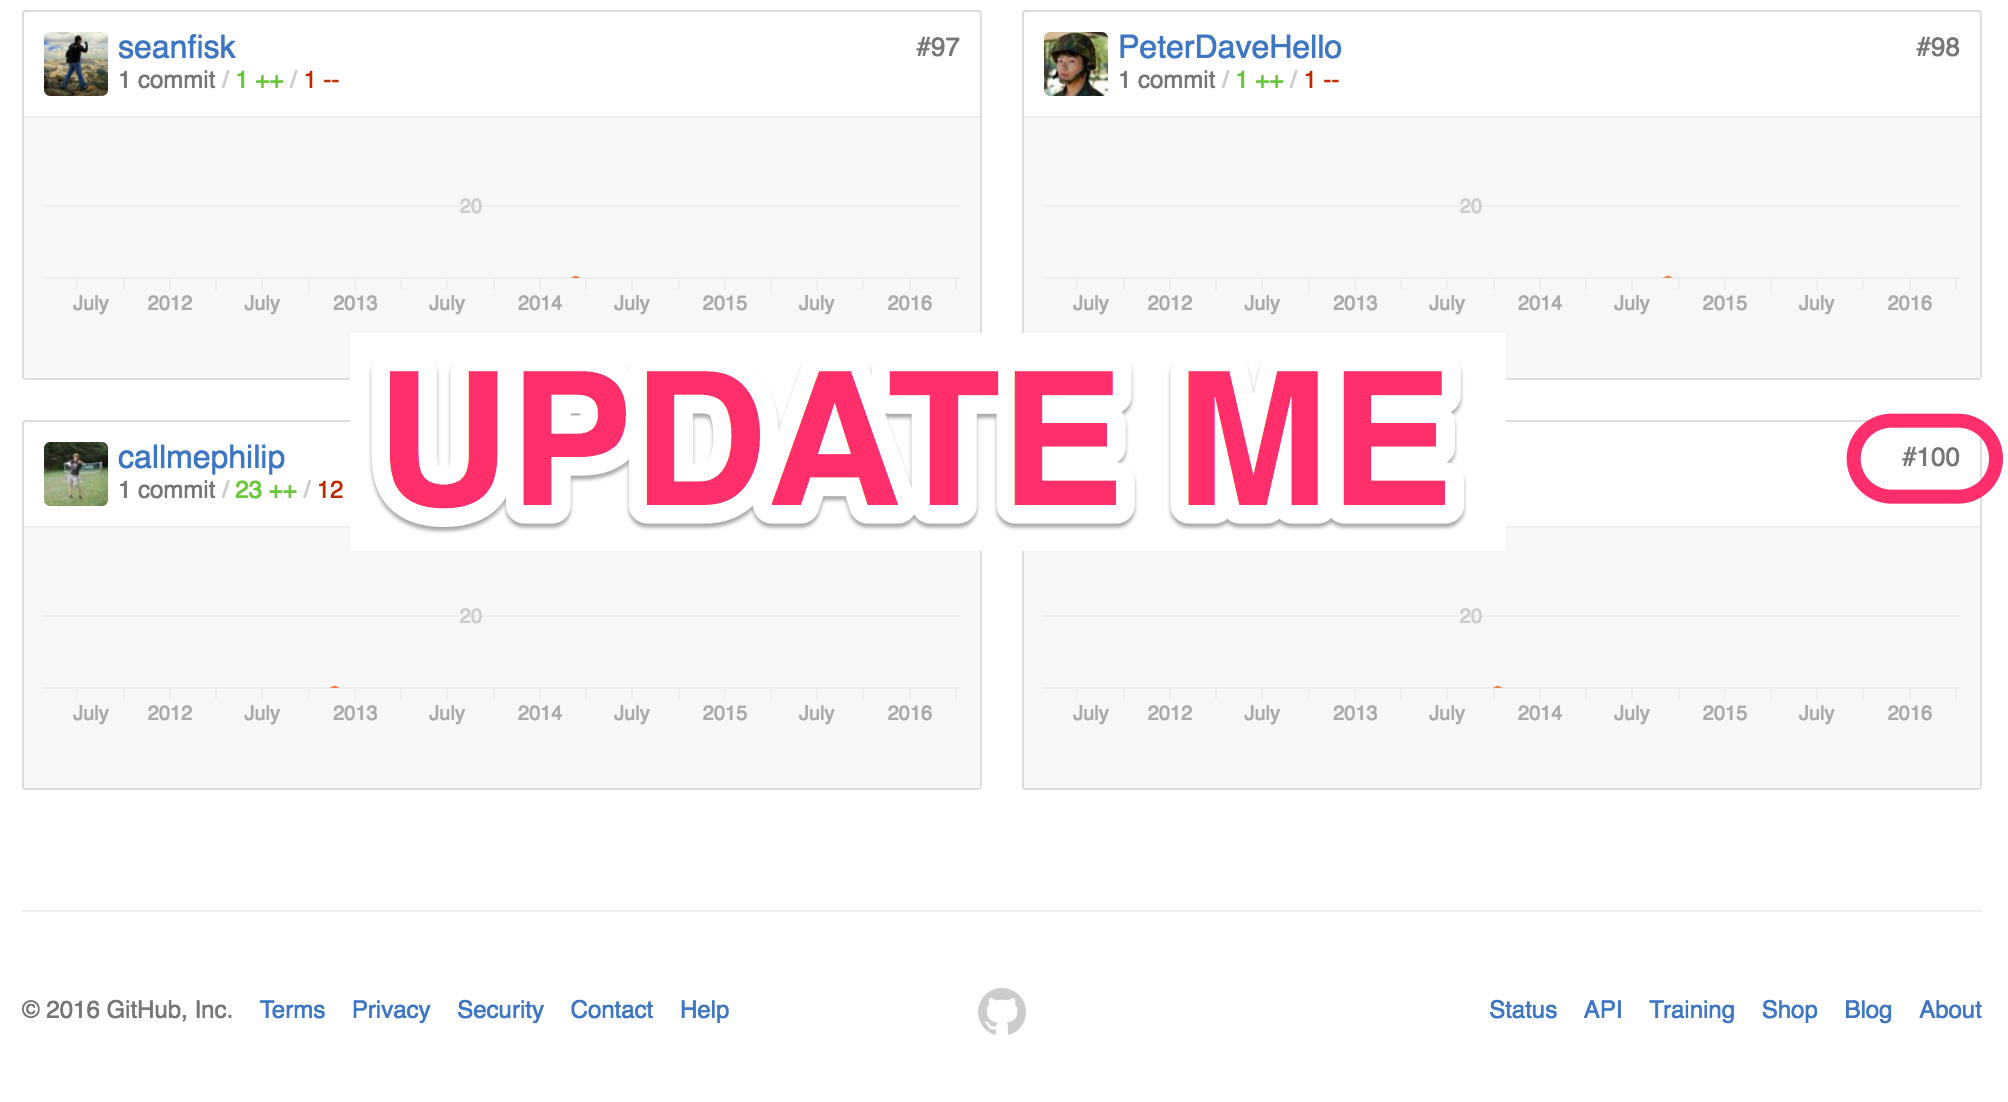 seanfisk #97
1 commit / 1 ++ / 1 --
20
July 2012 July 2013 July 2014 July 2015 July 2016
PeterDaveHello #98
1 commit / 1 ++ / 1 --
20
July 2012 July 2013 July 2014 July 2015 July 2016
UPDATE ME
callmephilip
1 commit / 23 ++ / 12
20
July 2012 July 2013 July 2014 July 2015 July 2016
#100
20
July 2012 July 2013 July 2014 July 2015 July 2016
© 2016 GitHub, Inc. Terms Privacy Security Contact Help
Status API Training Shop Blog About